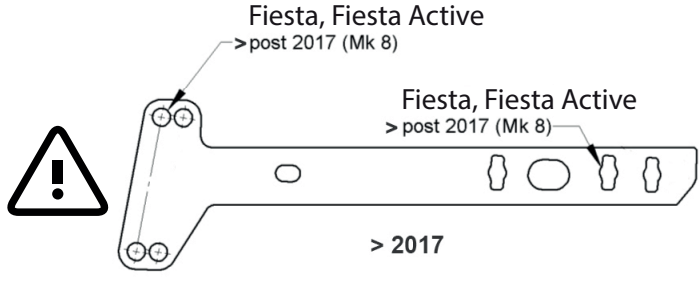 Fiesta, Fiesta Active
>post 2017 (Mk 8)
Fiesta, Fiesta Active
> post 2017 (Mk 8)
> 2017